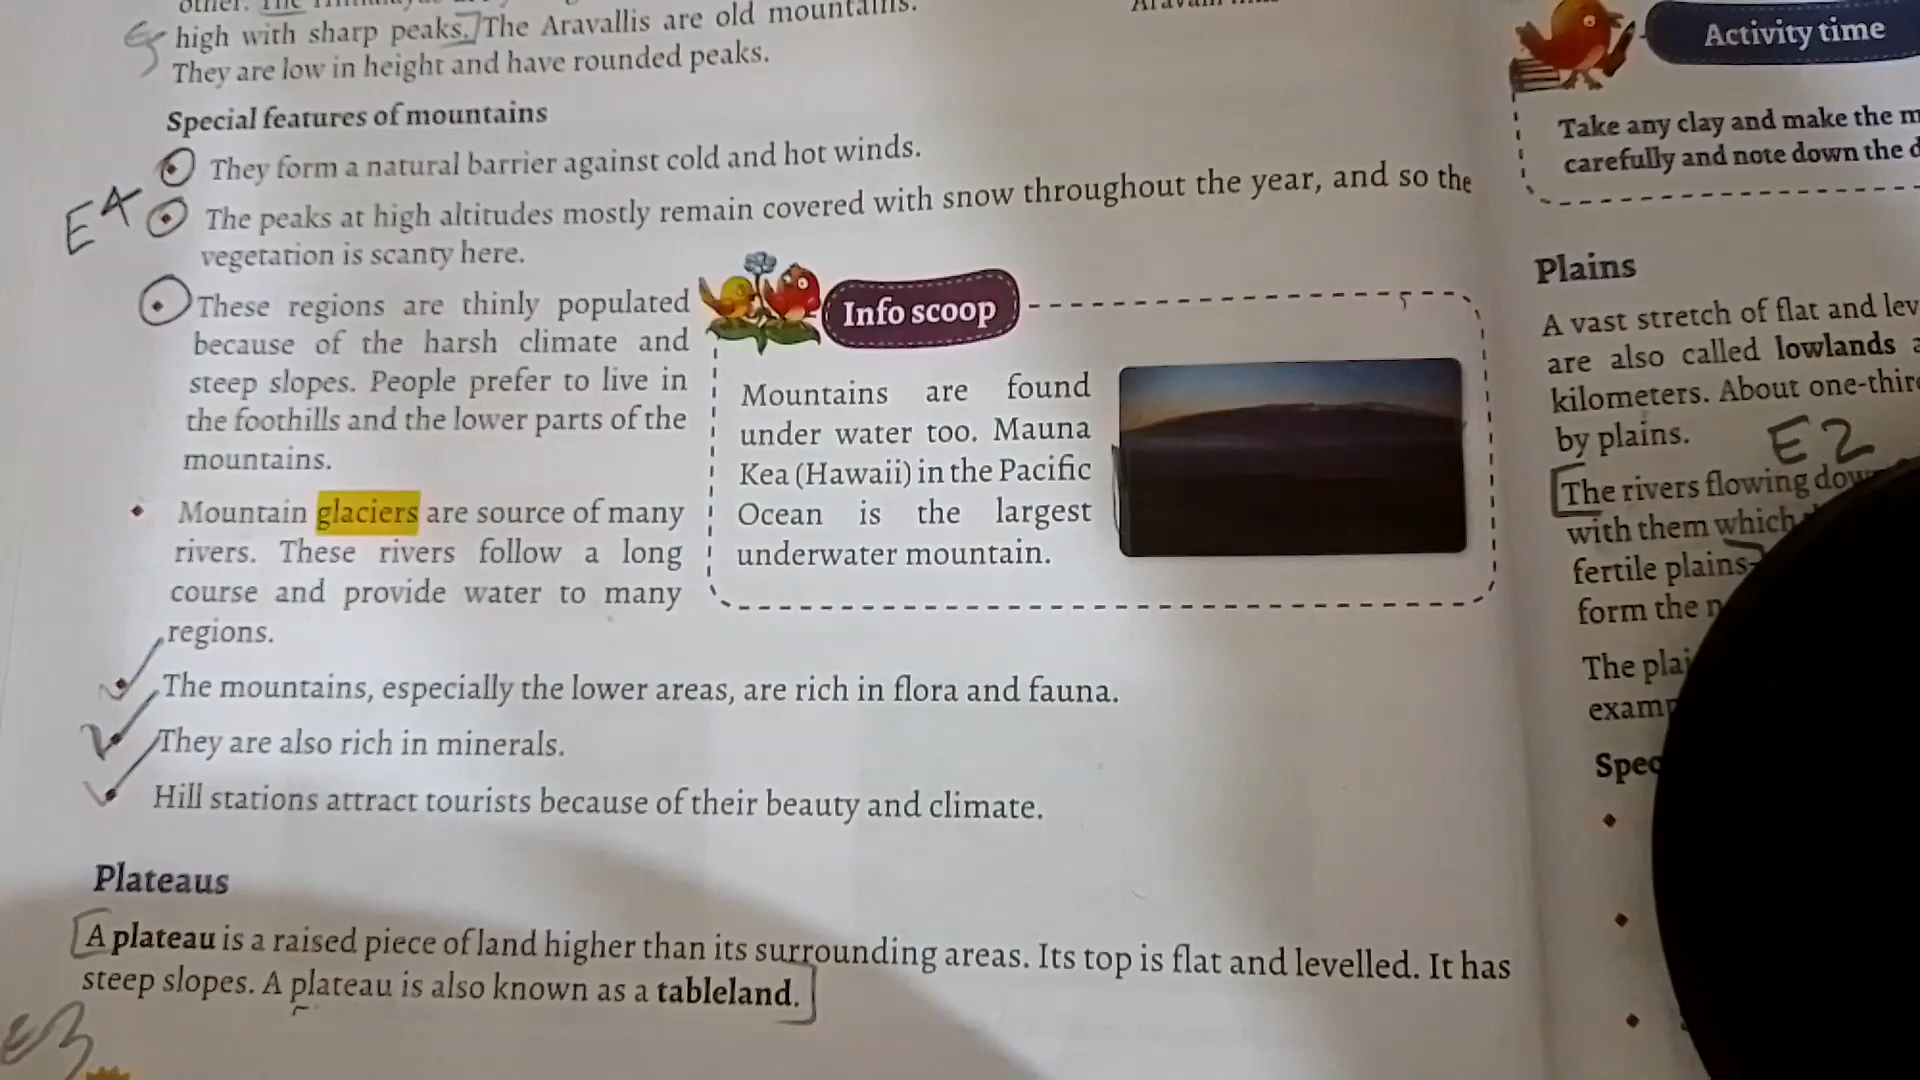 high with sharp peaks. The Aravallis are old mountains.
They are low in height and have rounded peaks.
Special features of mountains
They form a natural barrier against cold and hot winds.
E4
The peaks at high altitudes mostly remain covered with snow throughout the year, and so the
vegetation is scanty here.
These regions are thinly populated
because of the harsh climate and
steep slopes. People prefer to live in
the foothills and the lower parts of the
mountains.
Mountain glaciers are source of many
rivers. These rivers follow a long
course and provide water to many
regions.
Info scoop
Mountains are found
under water too. Mauna
Kea (Hawaii) in the Pacific
Ocean is the largest
underwater mountain.
The mountains, especially the lower areas, are rich in flora and fauna.
They are also rich in minerals.
Hill stations attract tourists because of their beauty and climate.
Plateaus
A plateau is a raised piece of land higher than its surrounding areas. Its top is flat and levelled. It has
steep slopes. A plateau is also known as a tableland.
E3
Activity time
Take any clay and make the
carefully and note down the
Plains
A vast stretch of flat and
are also called lowlands
kilometers. About
by plains.
E2
The rivers flowing
with them which
fertile plains
form the
The